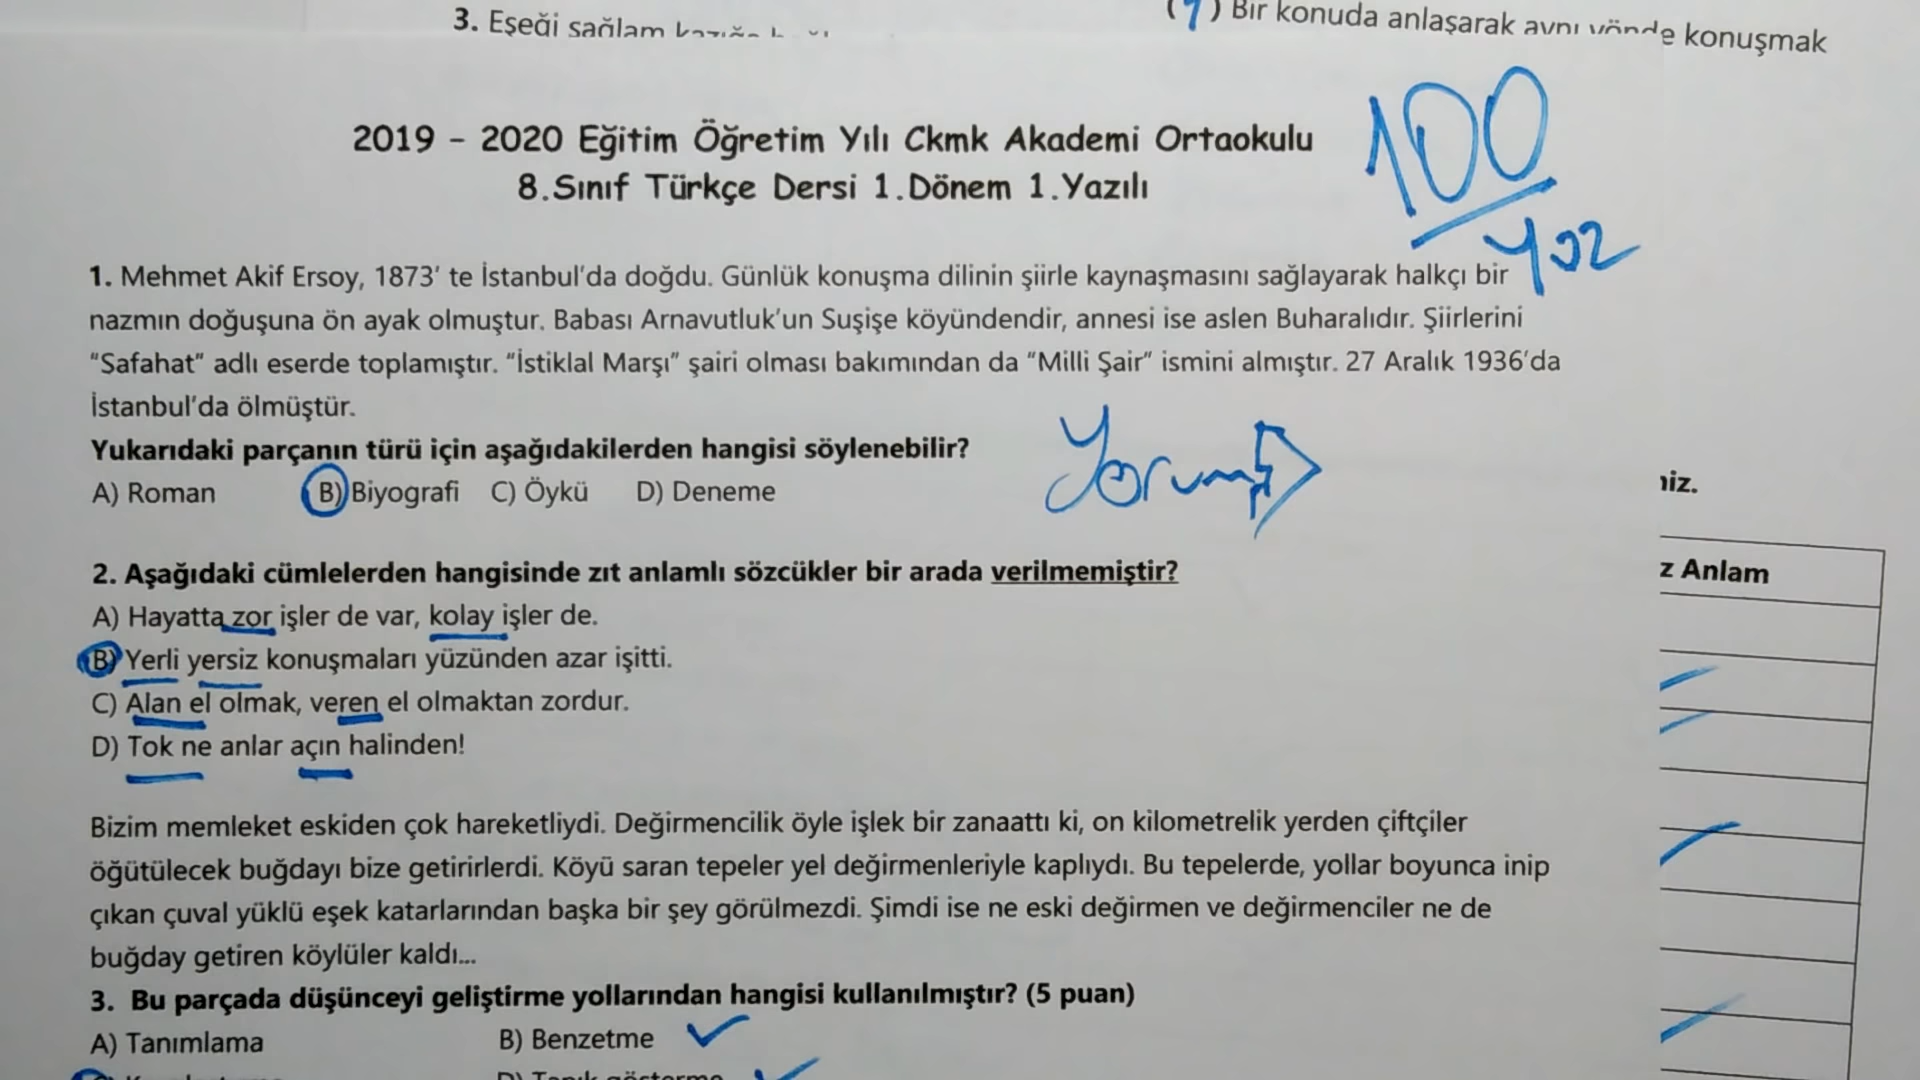 3. Eşeği sağlam kazığa
(7) Bir konuda anlaşarak aynı yönde konuşmak
100
yüz
2019 - 2020 Eğitim Öğretim Yılı Ckmk Akademi Ortaokulu
8.Sınıf Türkçe Dersi 1.Dönem 1.Yazılı
1. Mehmet Akif Ersoy, 1873' te İstanbul'da doğdu. Günlük konuşma dilinin şiirle kaynaşmasını sağlayarak halkçı bir
nazmın doğuşuna ön ayak olmuştur. Babası Arnavutluk'un Suşişe köyündendir, annesi ise aslen Buharalıdır. Şiirlerini
"Safahat" adlı eserde toplamıştır. "İstiklal Marşı" şairi olması bakımından da "Milli Şair" ismini almıştır. 27 Aralık 1936'da
İstanbul'da ölmüştür.
Yukarıdaki parçanın türü için aşağıdakilerden hangisi söylenebilir?
A) Roman B) Biyografi C) Öykü D) Deneme
Yorum
niz.
z Anlam
2. Aşağıdaki cümlelerden hangisinde zıt anlamlı sözcükler bir arada verilmemiştir?
A) Hayatta zor işler de var, kolay işler de.
B) Yerli yersiz konuşmaları yüzünden azar işitti.
C) Alan el olmak, veren el olmaktan zordur.
D) Tok ne anlar açın halinden!
Bizim memleket eskiden çok hareketliydi. Değirmencilik öyle işlek bir zanaattı ki, on kilometrelik yerden çiftçiler
öğütülecek buğdayı bize getirirlerdi. Köyü saran tepeler yel değirmenleriyle kaplıydı. Bu tepelerde, yollar boyunca inip
çıkan çuval yüklü eşek katarlarından başka bir şey görülmezdi. Şimdi ise ne eski değirmen ve değirmenciler ne de
buğday getiren köylüler kaldı...
3. Bu parçada düşünceyi geliştirme yollarından hangisi kullanılmıştır? (5 puan)
A) Tanımlama B) Benzetme
D) Tanık gösterme